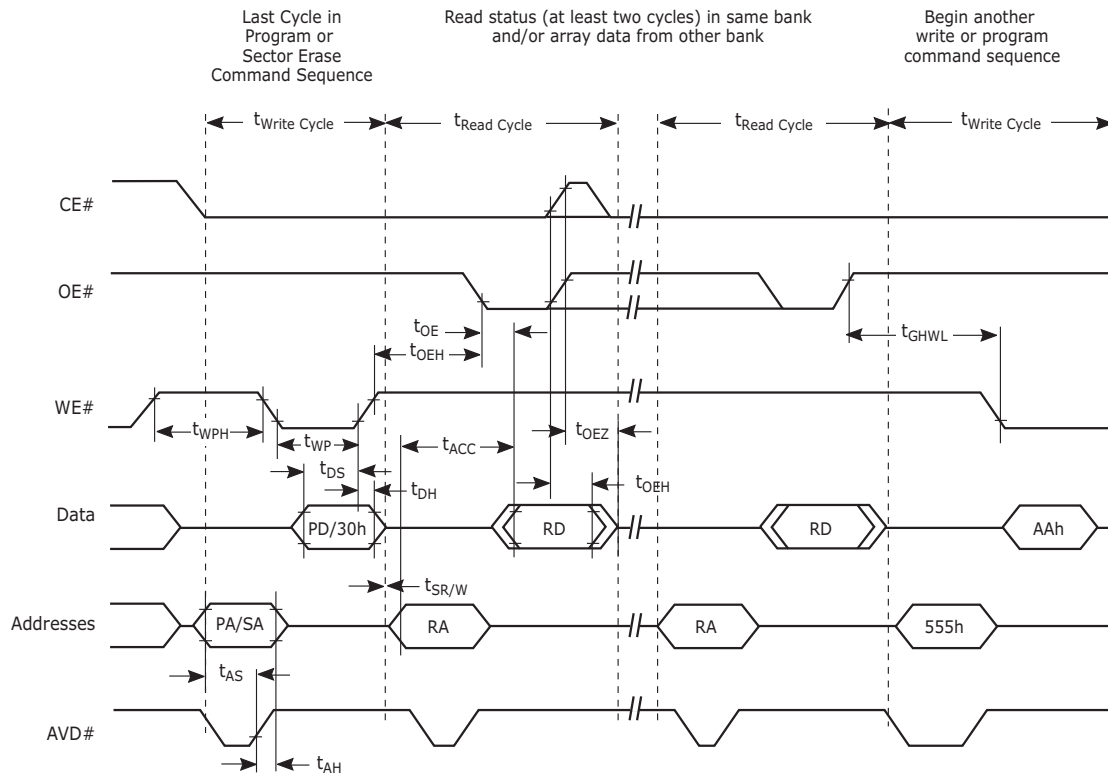 Last Cycle in
Program or
Sector Erase
Command Sequence
Read status (at least two cycles) in same bank
and/or array data from other bank
Begin another
write or program
command sequence
tWrite Cycle
tRead Cycle
tRead Cycle
tWrite Cycle
CE#
OE#
tOE
tOEH
tGHWL
WE#
tWPH
tWP
tACC
tOEZ
tDS
tDH
tOEH
Data
PD/30h
RD
RD
AAh
tSR/W
Addresses
PA/SA
RA
RA
555h
tAS
AVD#
tAH